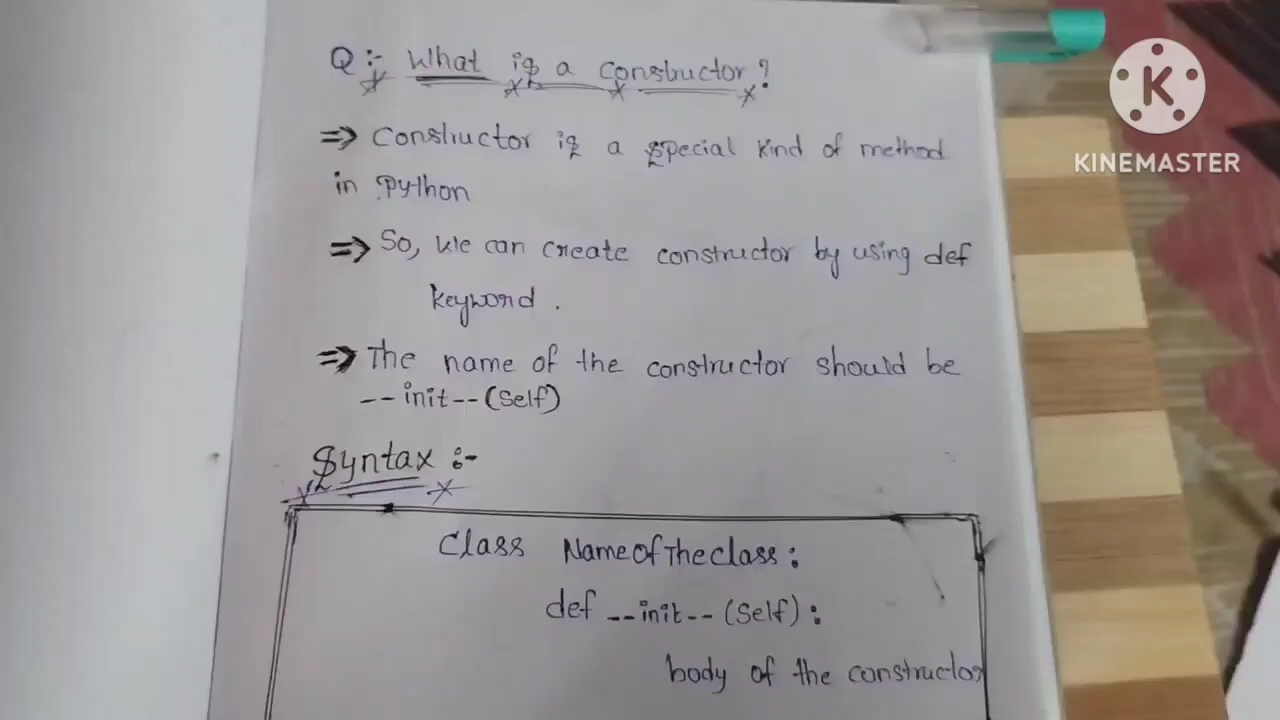 Q :- What is a constructor?
=> Constructor is a special kind of method
in Python
=> So, we can create constructor by using def
keyword.
=> The name of the constructor should be
--init--(Self)
Syntax :-
Class NameOfTheclass:
def --init--(Self):
body of the constructor
K
KINEMASTER